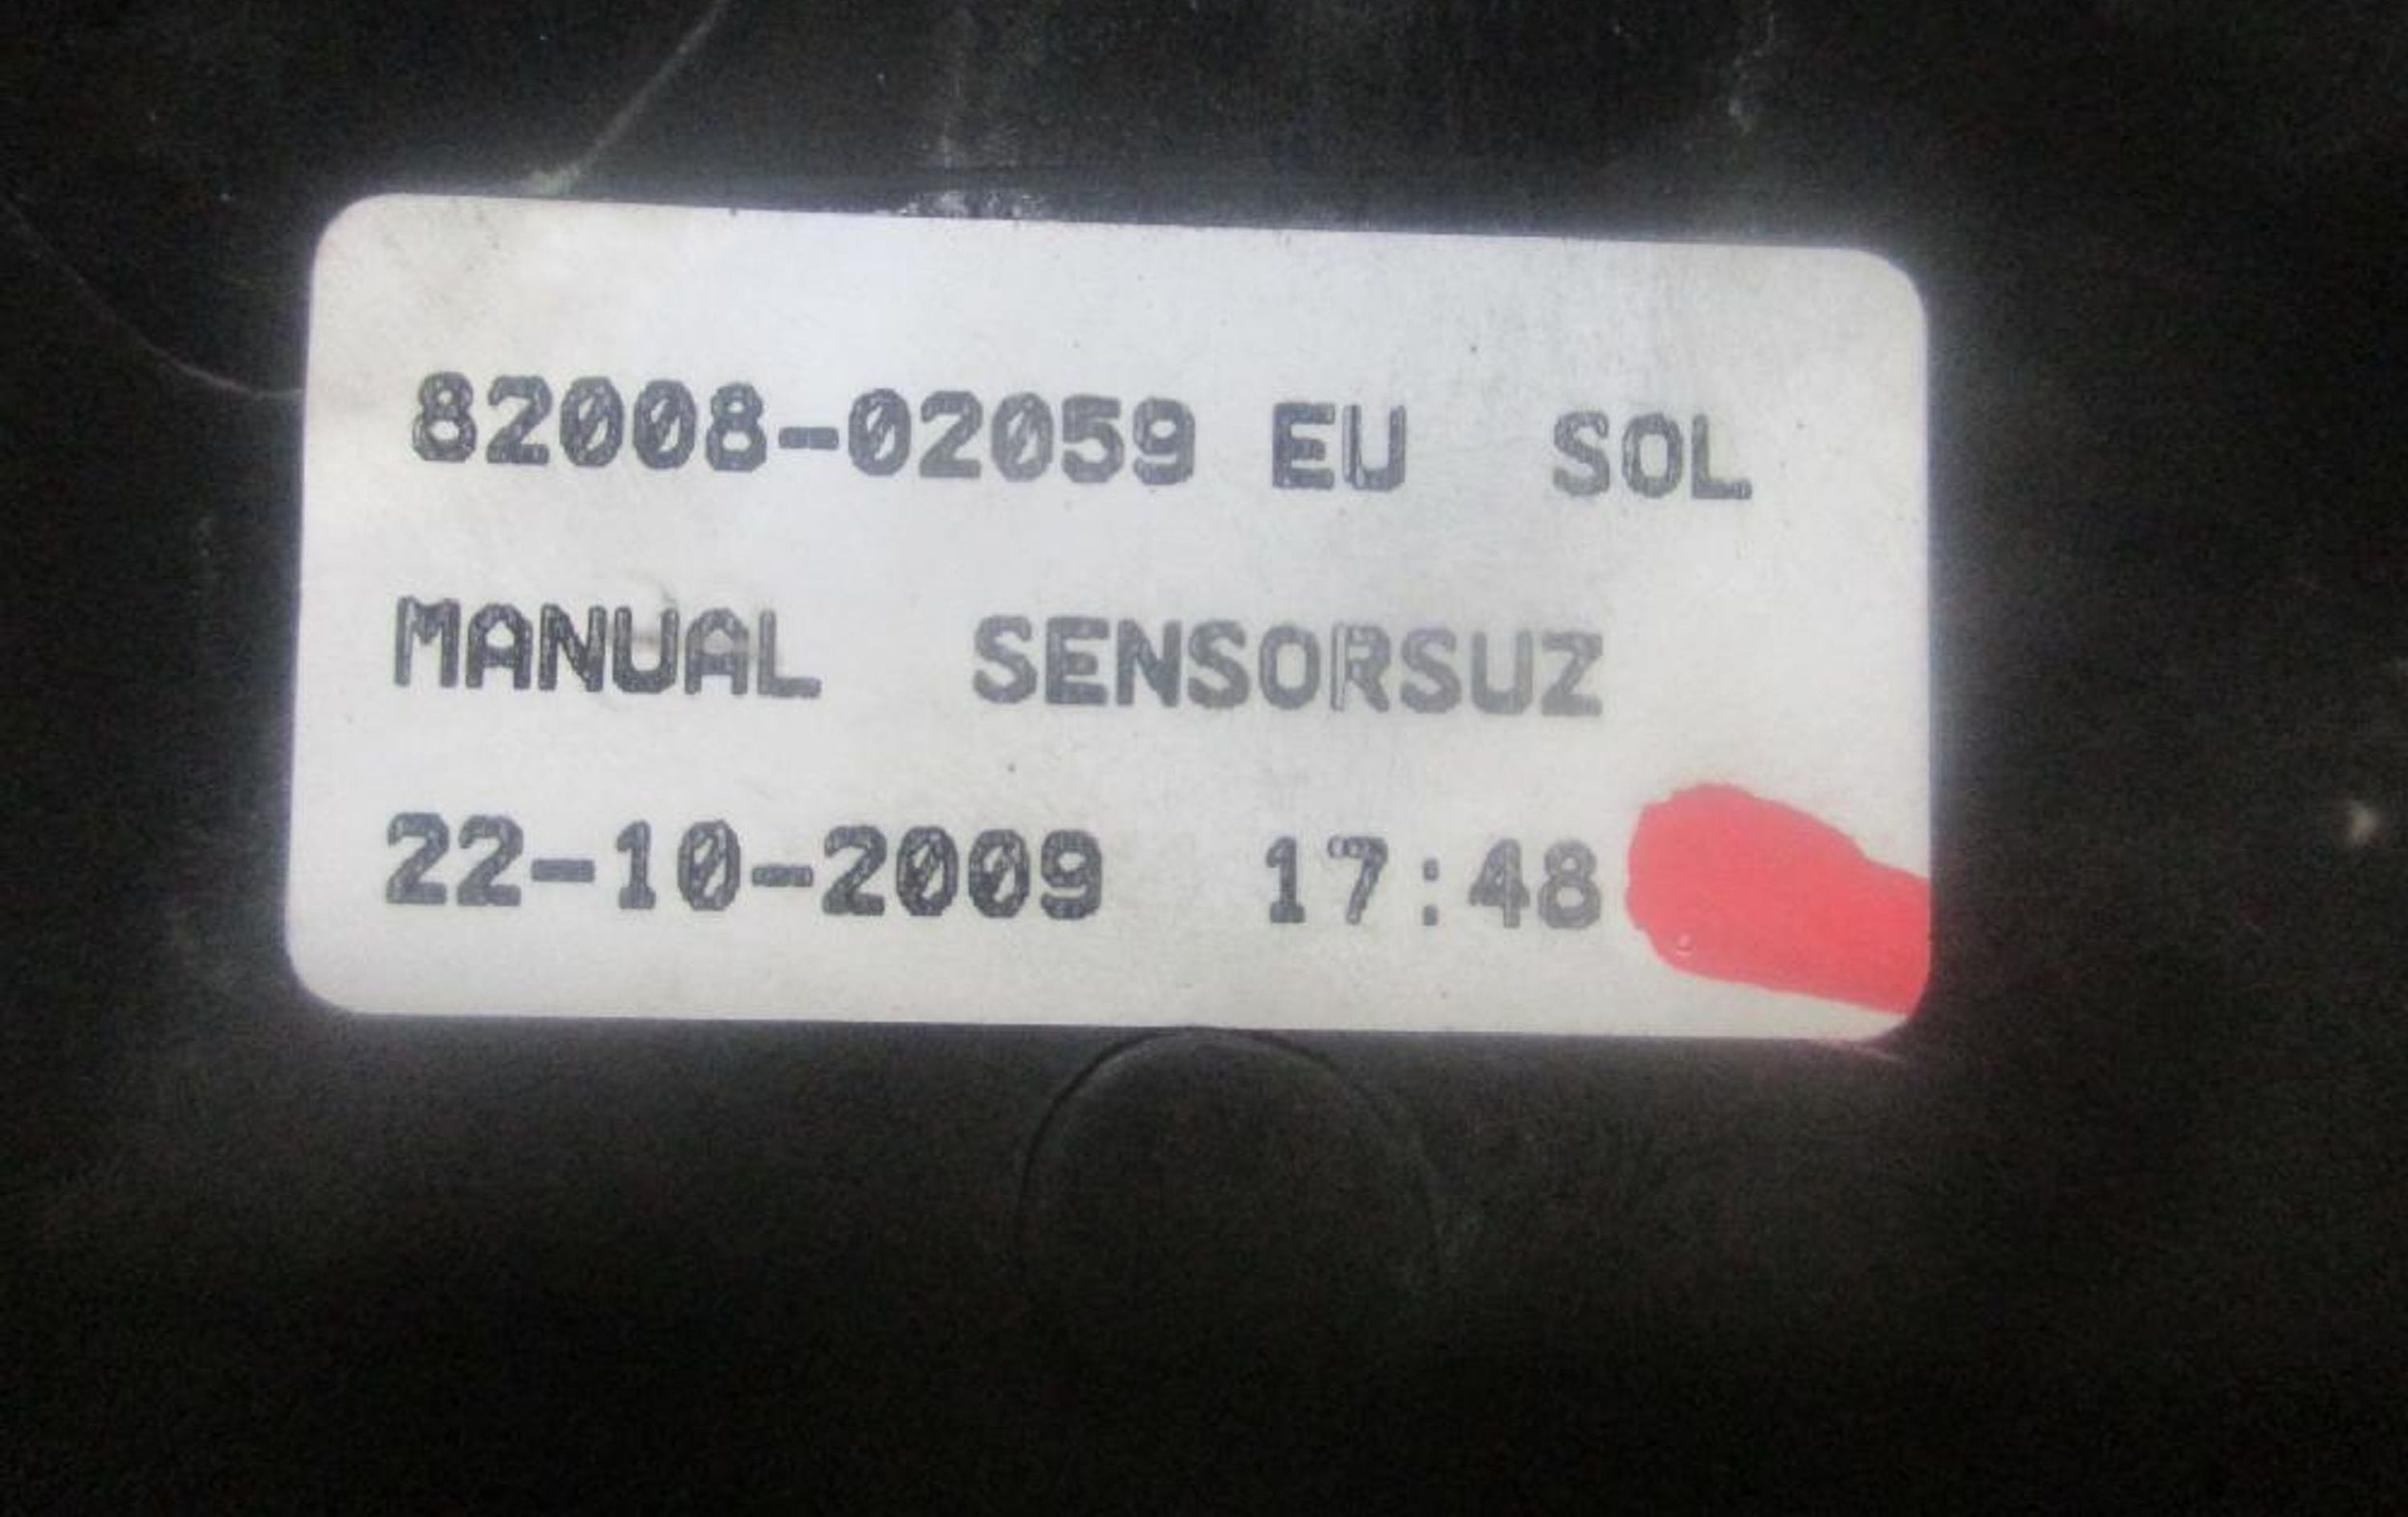 82008-02059 EU SOL
MANUAL SENSORSUZ
22-10-2009 17:48